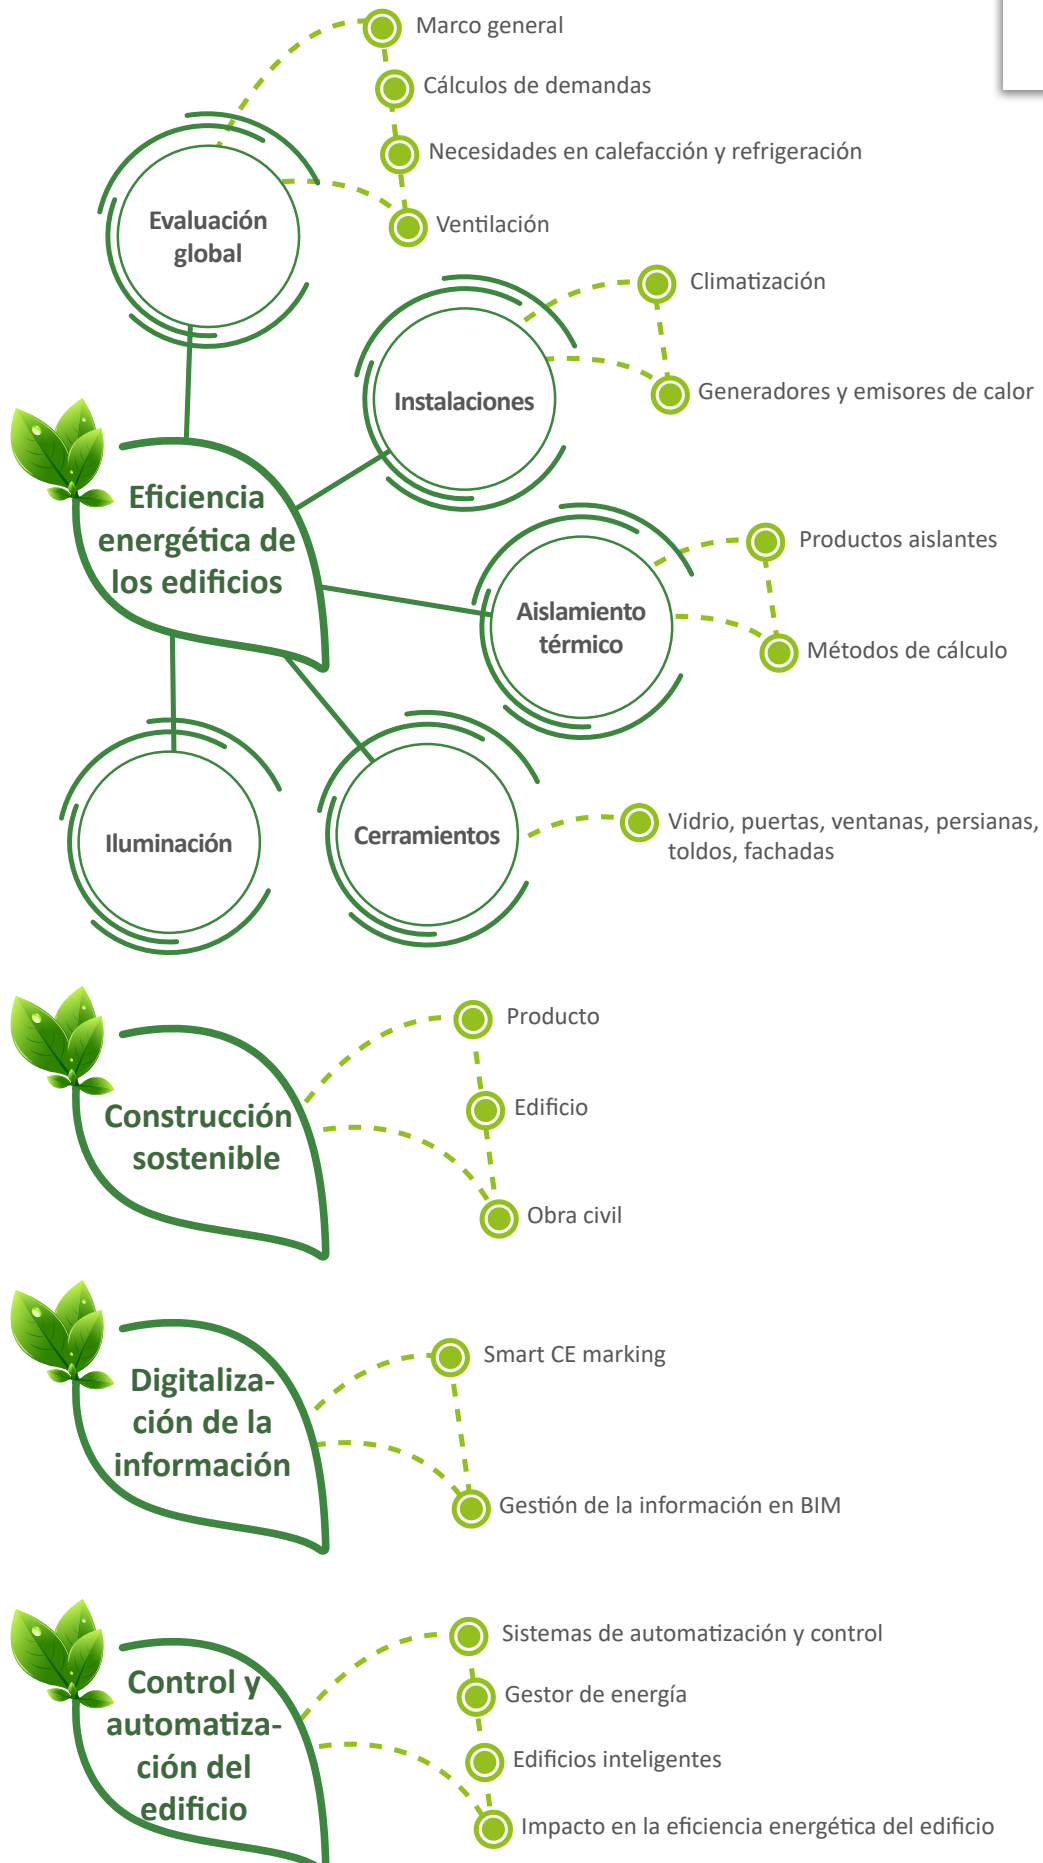 Marco general
Cálculos de demandas
Necesidades en calefacción y refrigeración
Ventilación
Evaluación
global
Climatización
Generadores y emisores de calor
Instalaciones
Eficiencia
energética de
los edificios
Productos aislantes
Métodos de cálculo
Aislamiento
térmico
Vidrio, puertas, ventanas, persianas,
toldos, fachadas
Cerramientos
Iluminación
Construcción
sostenible
Producto
Edificio
Obra civil
Digitaliza-
ción de la
información
Smart CE marking
Gestión de la información en BIM
Control y
automatiza-
ción del
edificio
Sistemas de automatización y control
Gestor de energía
Edificios inteligentes
Impacto en la eficiencia energética del edificio